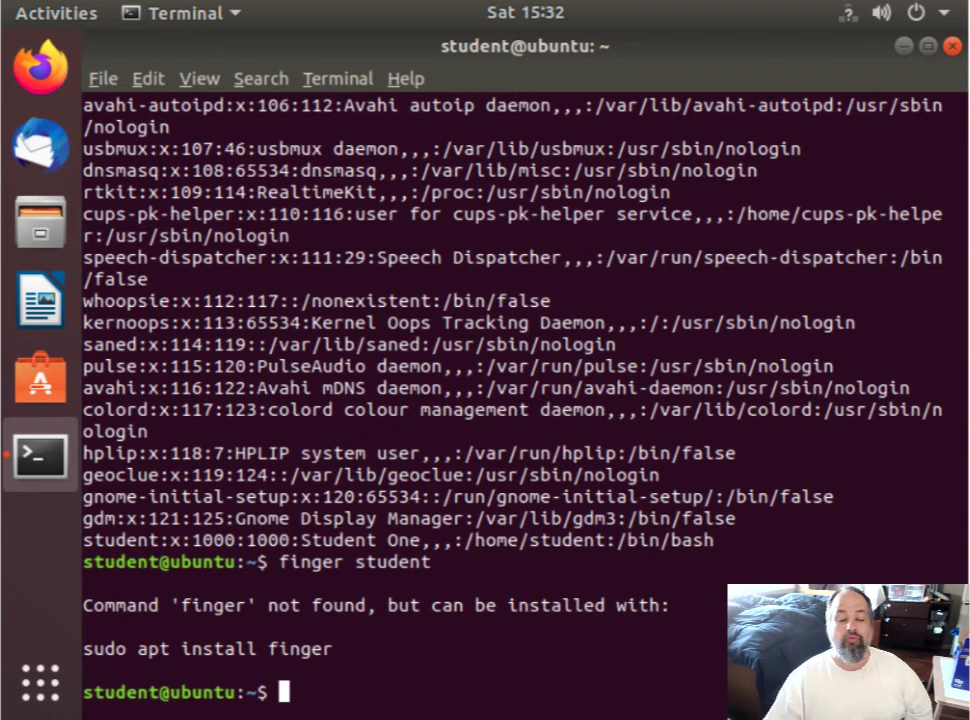 Activities Terminal Sat 15:32
student@ubuntu: ~
File Edit View Search Terminal Help
avahi-autoipd:x:106:112:Avahi autoip daemon,,,:/var/lib/avahi-autoipd:/usr/sbin
/nologin
usbmux:x:107:46:usbmux daemon,,,:/var/lib/usbmux:/usr/sbin/nologin
dnsmasq:x:108:65534:dnsmasq,,,:/var/lib/misc:/usr/sbin/nologin
rtkit:x:109:114:RealtimeKit,,,:/proc:/usr/sbin/nologin
cups-pk-helper:x:110:116:user for cups-pk-helper service,,,:/home/cups-pk-helpe
r:/usr/sbin/nologin
speech-dispatcher:x:111:29:Speech Dispatcher,,,:/var/run/speech-dispatcher:/bin
/false
whoopsie:x:112:117::/nonexistent:/bin/false
kernoops:x:113:65534:Kernel Oops Tracking Daemon,,,:/:/usr/sbin/nologin
saned:x:114:119::/var/lib/saned:/usr/sbin/nologin
pulse:x:115:120:PulseAudio daemon,,,:/var/run/pulse:/usr/sbin/nologin
avahi:x:116:122:Avahi mDNS daemon,,,:/var/run/avahi-daemon:/usr/sbin/nologin
colord:x:117:123:colord colour management daemon,,,:/var/lib/colord:/usr/sbin/n
ologin
hplip:x:118:7:HPLIP system user,,,:/var/run/hplip:/bin/false
geoclue:x:119:124::/var/lib/geoclue:/usr/sbin/nologin
gnome-initial-setup:x:120:65534::/run/gnome-initial-setup/:/bin/false
gdm:x:121:125:Gnome Display Manager:/var/lib/gdm3:/bin/false
student:x:1000:1000:Student One,,,:/home/student:/bin/bash
student@ubuntu:~$ finger student
Command 'finger' not found, but can be installed with:
sudo apt install finger
student@ubuntu:~$